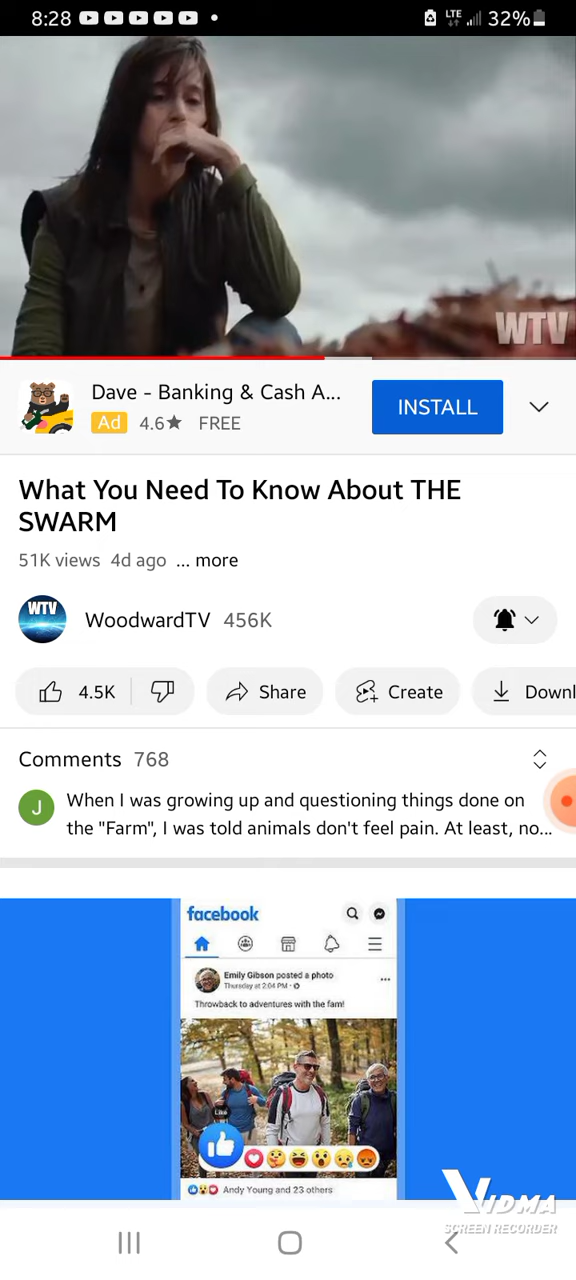 8:28
LTE
32%
WTV
Dave - Banking & Cash A...
Ad 4.6★ FREE
INSTALL
What You Need To Know About THE
SWARM
51K views 4d ago ... more
WTV
WoodwardTV 456K
4.5K
Share
Create
Downl
Comments 768
J
When I was growing up and questioning things done on
the "Farm", I was told animals don't feel pain. At least, no...
facebook
Emily Gibson posted a photo
Thursday at 2:04 PM
Throwback to adventures with the fam!
Like
Andy Young and 23 others
VIDMA
SCREEN RECORDER